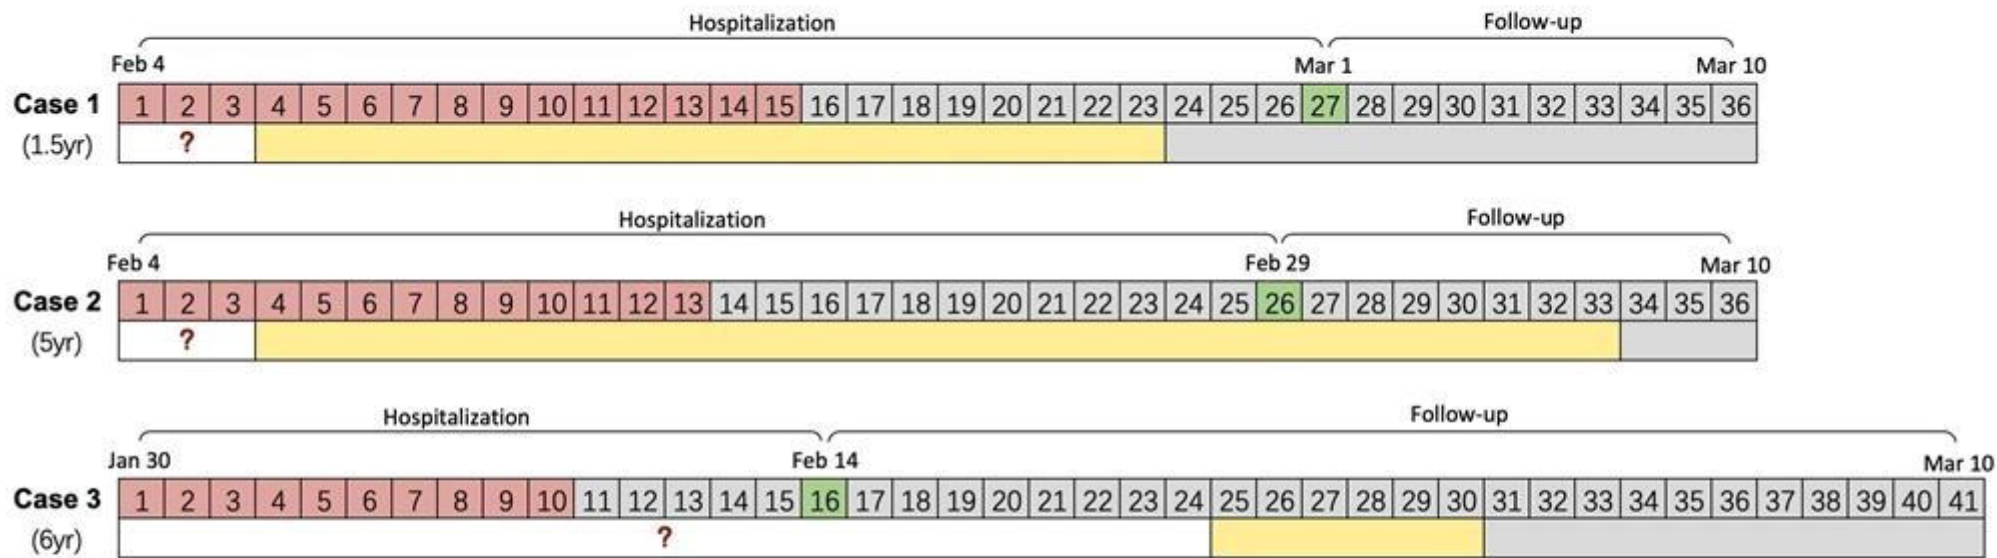 Hospitalization Follow-up
Feb 4 Mar 1 Mar 10
Case 1 1 2 3 4 5 6 7 8 9 10 11 12 13 14 15 16 17 18 19 20 21 22 23 24 25 26 27 28 29 30 31 32 33 34 35 36
(1.5yr) ?
Hospitalization Follow-up
Feb 4 Feb 29 Mar 10
Case 2 1 2 3 4 5 6 7 8 9 10 11 12 13 14 15 16 17 18 19 20 21 22 23 24 25 26 27 28 29 30 31 32 33 34 35 36
(5yr) ?
Hospitalization Follow-up
Jan 30 Feb 14 Mar 10
Case 3 1 2 3 4 5 6 7 8 9 10 11 12 13 14 15 16 17 18 19 20 21 22 23 24 25 26 27 28 29 30 31 32 33 34 35 36 37 38 39 40 41
(6yr) ?